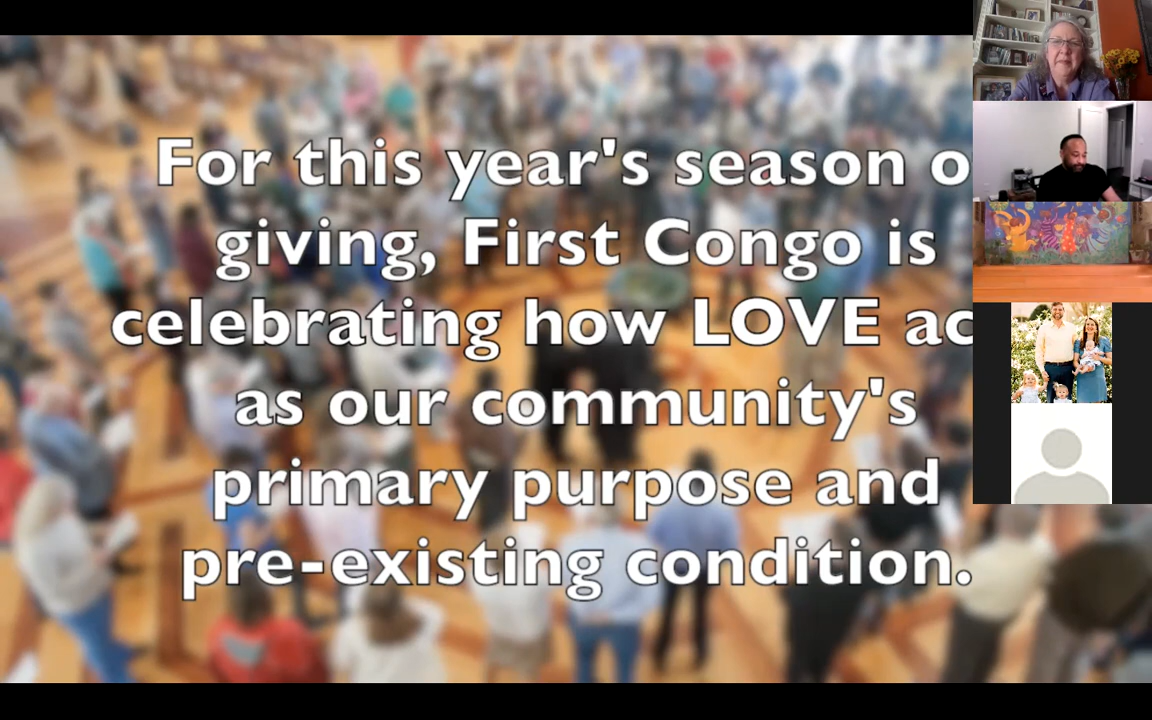 For this year's season o
giving, First Congo is
celebrating how LOVE ac
as our community's
primary purpose and
pre-existing condition.